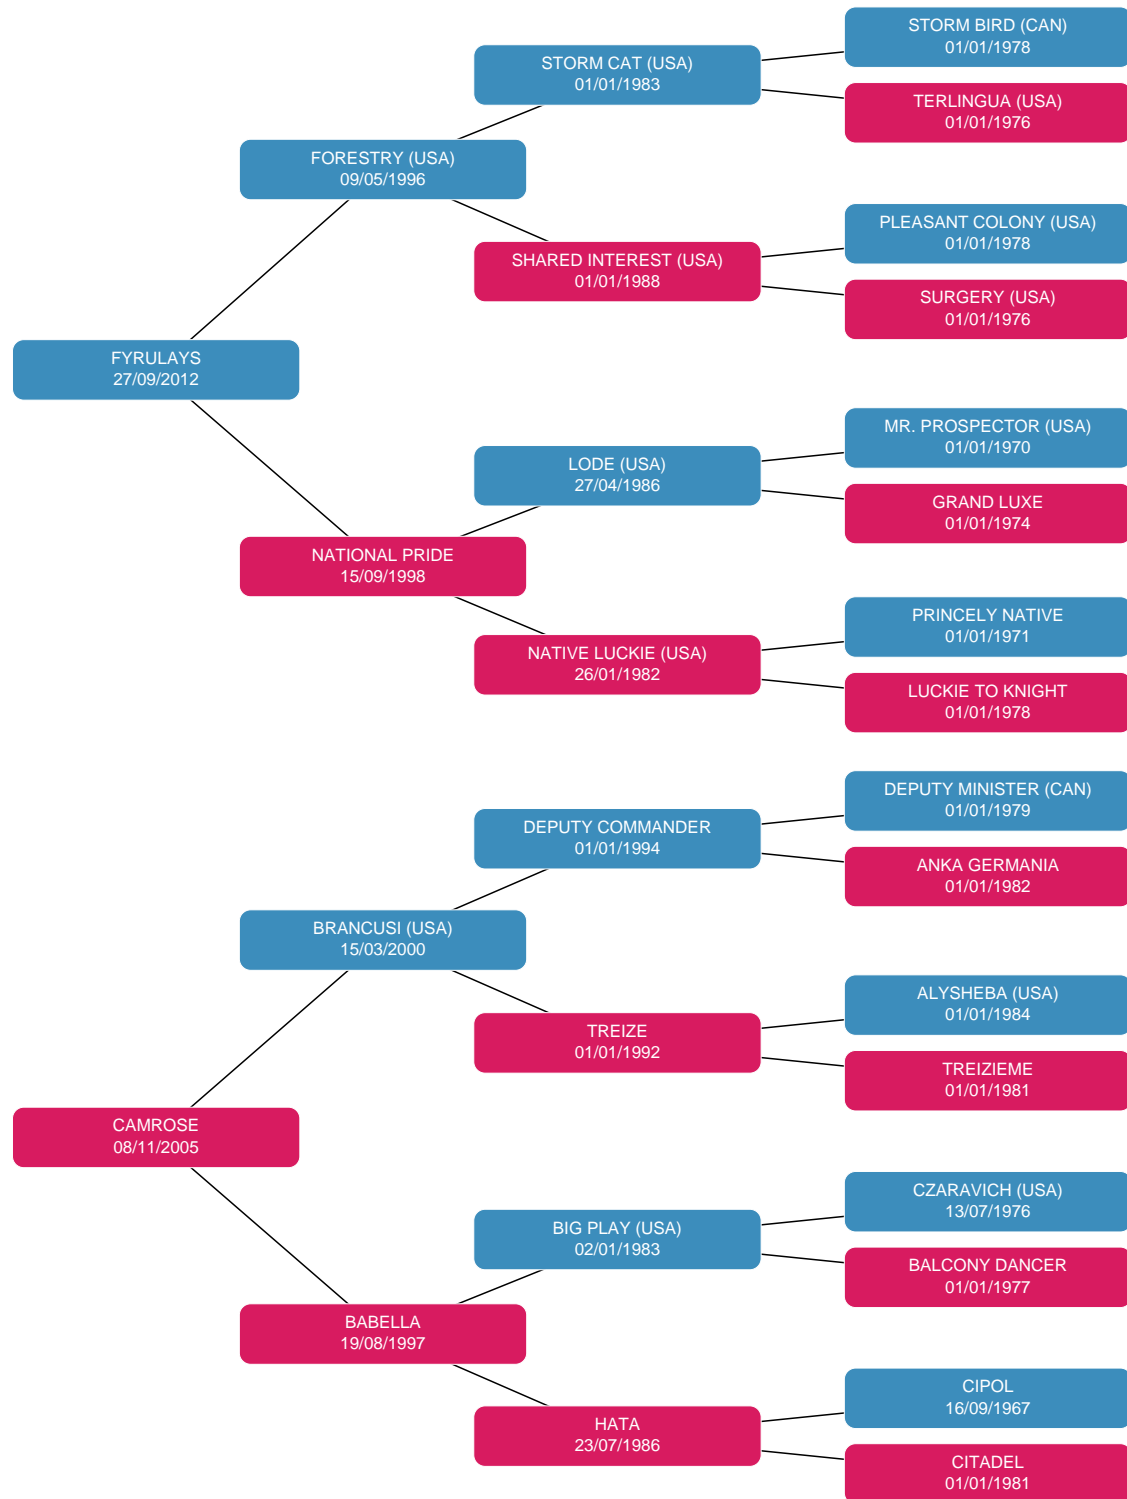 STORM BIRD (CAN)
01/01/1978
STORM CAT (USA)
01/01/1983
TERLINGUA (USA)
01/01/1976
FORESTRY (USA)
09/05/1996
PLEASANT COLONY (USA)
01/01/1978
SHARED INTEREST (USA)
01/01/1988
SURGERY (USA)
01/01/1976
FYRULAYS
27/09/2012
MR. PROSPECTOR (USA)
01/01/1970
LODE (USA)
27/04/1986
GRAND LUXE
01/01/1974
NATIONAL PRIDE
15/09/1998
PRINCELY NATIVE
01/01/1971
NATIVE LUCKIE (USA)
26/01/1982
LUCKIE TO KNIGHT
01/01/1978
DEPUTY MINISTER (CAN)
01/01/1979
DEPUTY COMMANDER
01/01/1994
ANKA GERMANIA
01/01/1982
BRANCUSI (USA)
15/03/2000
ALYSHEBA (USA)
01/01/1984
TREIZE
01/01/1992
TREIZIEME
01/01/1981
CAMROSE
08/11/2005
CZARAVICH (USA)
13/07/1976
BIG PLAY (USA)
02/01/1983
BALCONY DANCER
01/01/1977
BABELLA
19/08/1997
CIPOL
16/09/1967
HATA
23/07/1986
CITADEL
01/01/1981